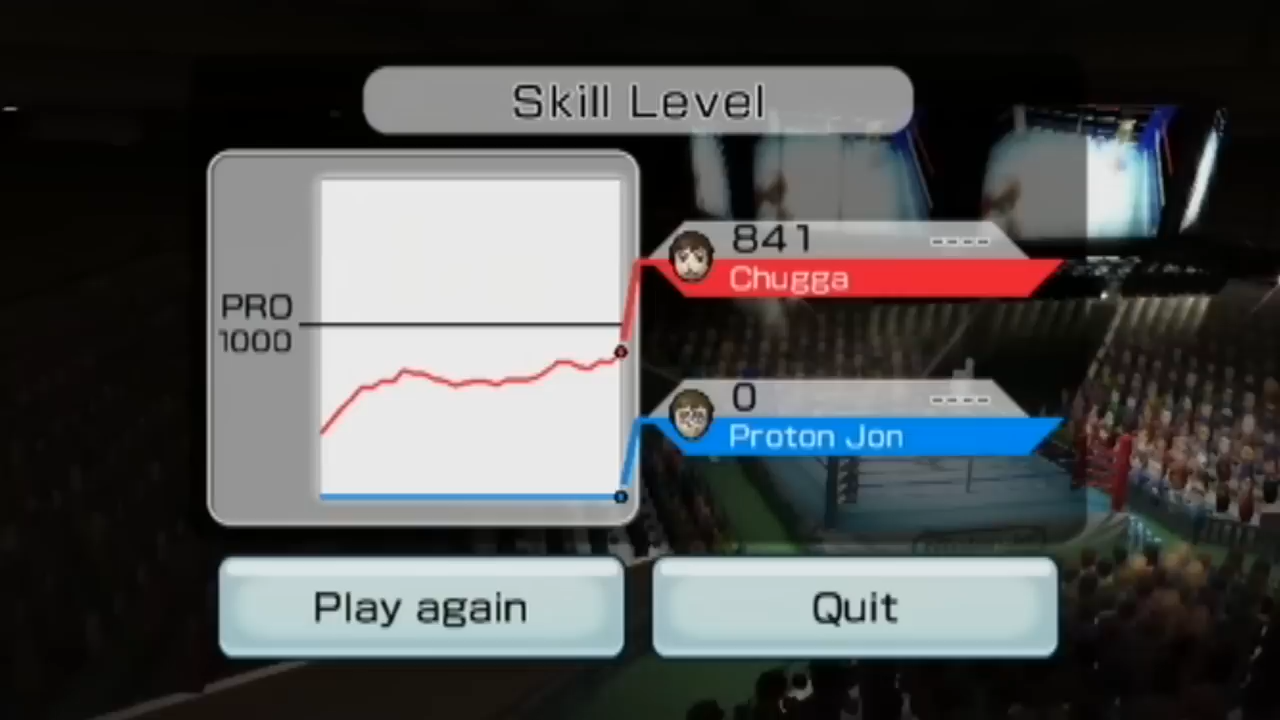 Skill Level
PRO
1000
841 ----
Chugga
0 ----
Proton Jon
Play again
Quit